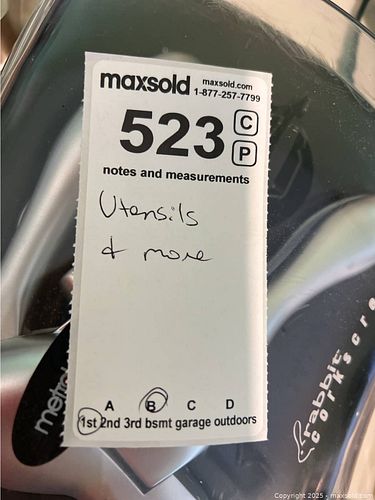 maxsold maxsold.com
1-877-257-7799
523 C
P
notes and measurements
Utensils
& more
A B C D
1st 2nd 3rd bsmt garage outdoors
rabbit
corkscre
Copyright 2025 - maxsold.com